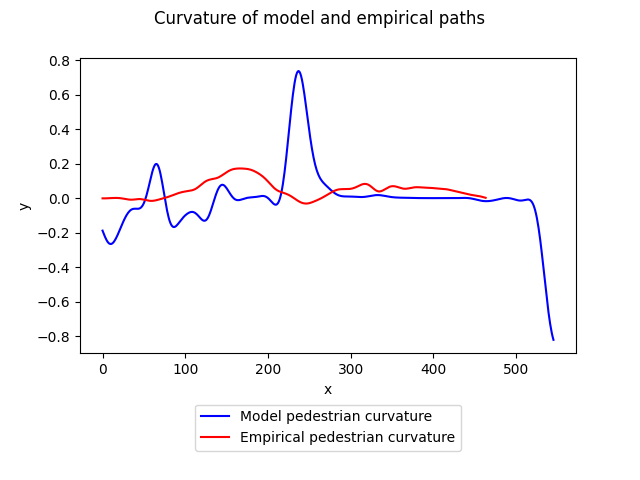 Curvature of model and empirical paths
0.8
0.6
0.4
0.2
0.0
−0.2
−0.4
−0.6
−0.8
y
0 100 200 300 400 500
x
Model pedestrian curvature
Empirical pedestrian curvature